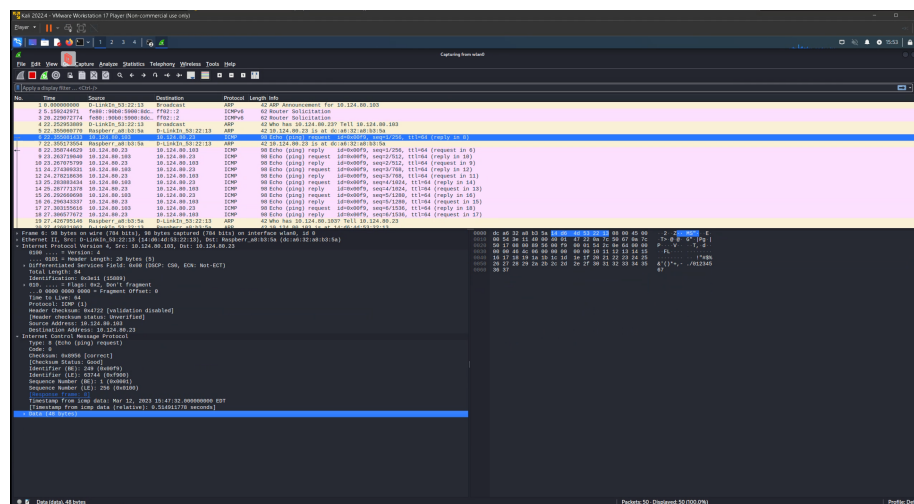 Kali 2022.4 - VMware Workstation 17 Player (Non-commercial use only)
Player
1 2 3 4
15:53
Capturing from wlan0
File Edit View Go Capture Analyze Statistics Telephony Wireless Tools Help
Apply a display filter ... <Ctrl-/>
No. Time Source Destination Protocol Length Info
1 0.000000000 D-LinkIn_53:22:13 Broadcast ARP 42 ARP Announcement for 10.124.80.103
2 5.159242971 fe80::90b0:5900:8dc… ff02::2 ICMPv6 62 Router Solicitation
3 20.229072774 fe80::90b0:5900:8dc… ff02::2 ICMPv6 62 Router Solicitation
4 22.252953089 D-LinkIn_53:22:13 Broadcast ARP 42 Who has 10.124.80.23? Tell 10.124.80.103
5 22.355060770 Raspberr_a8:b3:5a D-LinkIn_53:22:13 ARP 42 10.124.80.23 is at dc:a6:32:a8:b3:5a
6 22.355081433 10.124.80.103 10.124.80.23 ICMP 98 Echo (ping) request id=0x00f9, seq=1/256, ttl=64 (reply in 8)
7 22.355173554 Raspberr_a8:b3:5a D-LinkIn_53:22:13 ARP 42 10.124.80.23 is at dc:a6:32:a8:b3:5a
8 22.358744629 10.124.80.23 10.124.80.103 ICMP 98 Echo (ping) reply id=0x00f9, seq=1/256, ttl=64 (request in 6)
9 23.263719040 10.124.80.103 10.124.80.23 ICMP 98 Echo (ping) request id=0x00f9, seq=2/512, ttl=64 (reply in 10)
10 23.267675799 10.124.80.23 10.124.80.103 ICMP 98 Echo (ping) reply id=0x00f9, seq=2/512, ttl=64 (request in 9)
11 24.274309331 10.124.80.103 10.124.80.23 ICMP 98 Echo (ping) request id=0x00f9, seq=3/768, ttl=64 (reply in 12)
12 24.278218636 10.124.80.23 10.124.80.103 ICMP 98 Echo (ping) reply id=0x00f9, seq=3/768, ttl=64 (request in 11)
13 25.283893434 10.124.80.103 10.124.80.23 ICMP 98 Echo (ping) request id=0x00f9, seq=4/1024, ttl=64 (reply in 14)
14 25.287771378 10.124.80.23 10.124.80.103 ICMP 98 Echo (ping) reply id=0x00f9, seq=4/1024, ttl=64 (request in 13)
15 26.292660696 10.124.80.103 10.124.80.23 ICMP 98 Echo (ping) request id=0x00f9, seq=5/1280, ttl=64 (reply in 16)
16 26.296343337 10.124.80.23 10.124.80.103 ICMP 98 Echo (ping) reply id=0x00f9, seq=5/1280, ttl=64 (request in 15)
17 27.303155616 10.124.80.103 10.124.80.23 ICMP 98 Echo (ping) request id=0x00f9, seq=6/1536, ttl=64 (reply in 18)
18 27.306577672 10.124.80.23 10.124.80.103 ICMP 98 Echo (ping) reply id=0x00f9, seq=6/1536, ttl=64 (request in 17)
19 27.426795146 Raspberr_a8:b3:5a D-LinkIn_53:22:13 ARP 42 Who has 10.124.80.103? Tell 10.124.80.23
Frame 6: 98 bytes on wire (784 bits), 98 bytes captured (784 bits) on interface wlan0, id 0
Ethernet II, Src: D-LinkIn_53:22:13 (14:d6:4d:53:22:13), Dst: Raspberr_a8:b3:5a (dc:a6:32:a8:b3:5a)
Internet Protocol Version 4, Src: 10.124.80.103, Dst: 10.124.80.23
0100 .... = Version: 4
.... 0101 = Header Length: 20 bytes (5)
Differentiated Services Field: 0x00 (DSCP: CS0, ECN: Not-ECT)
Total Length: 84
Identification: 0x3e11 (15889)
010. .... = Flags: 0x2, Don't fragment
...0 0000 0000 0000 = Fragment Offset: 0
Time to Live: 64
Protocol: ICMP (1)
Header Checksum: 0x4722 [validation disabled]
[Header checksum status: Unverified]
Source Address: 10.124.80.103
Destination Address: 10.124.80.23
Internet Control Message Protocol
Type: 8 (Echo (ping) request)
Code: 0
Checksum: 0x8956 [correct]
[Checksum Status: Good]
Identifier (BE): 249 (0x00f9)
Identifier (LE): 63744 (0xf900)
Sequence Number (BE): 1 (0x0001)
Sequence Number (LE): 256 (0x0100)
[Response frame: 8]
Timestamp from icmp data: Mar 12, 2023 15:47:32.000000000 EDT
[Timestamp from icmp data (relative): 0.514911778 seconds]
Data (48 bytes)
Data (data), 48 bytes
Packets: 50 · Displayed: 50 (100.0%)